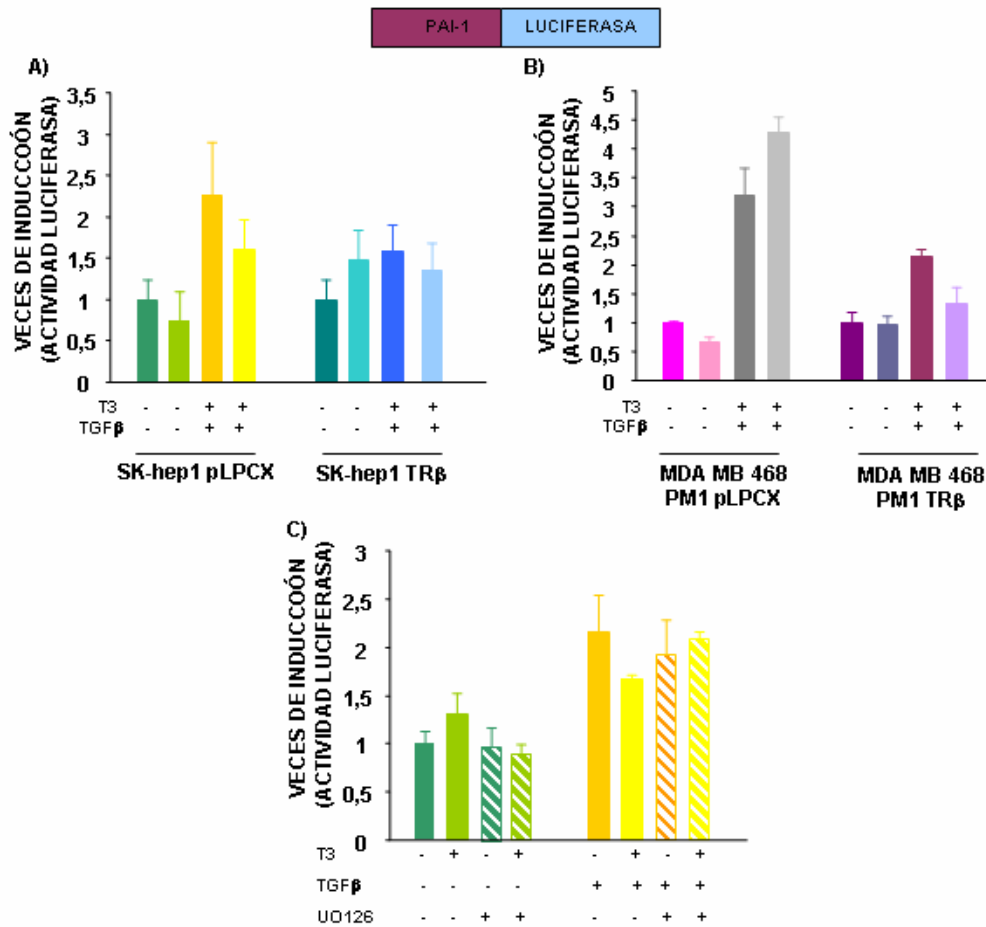 PAI-1 LUCIFERASA
A)
VECES DE INDUCCOÓN
(ACTIVIDAD LUCIFERASA)
3,5
3
2,5
2
1,5
1
0,5
0
T3 - - + + - - + +
TGFβ - - + + - - + +
SK-hep1 pLPCX SK-hep1 TRβ
B)
VECES DE INDUCCOÓN
(ACTIVIDAD LUCIFERASA)
5
4,5
4
3,5
3
2,5
2
1,5
1
0,5
0
T3 - - + + - - + +
TGFβ - - + + - - + +
MDA MB 468 MDA MB 468
PM1 pLPCX PM1 TRβ
C)
VECES DE INDUCCOÓN
(ACTIVIDAD LUCIFERASA)
3
2,5
2
1,5
1
0,5
0
T3 - + - + - + - +
TGFβ - - - - + + + +
UO126 - - + + - - + +